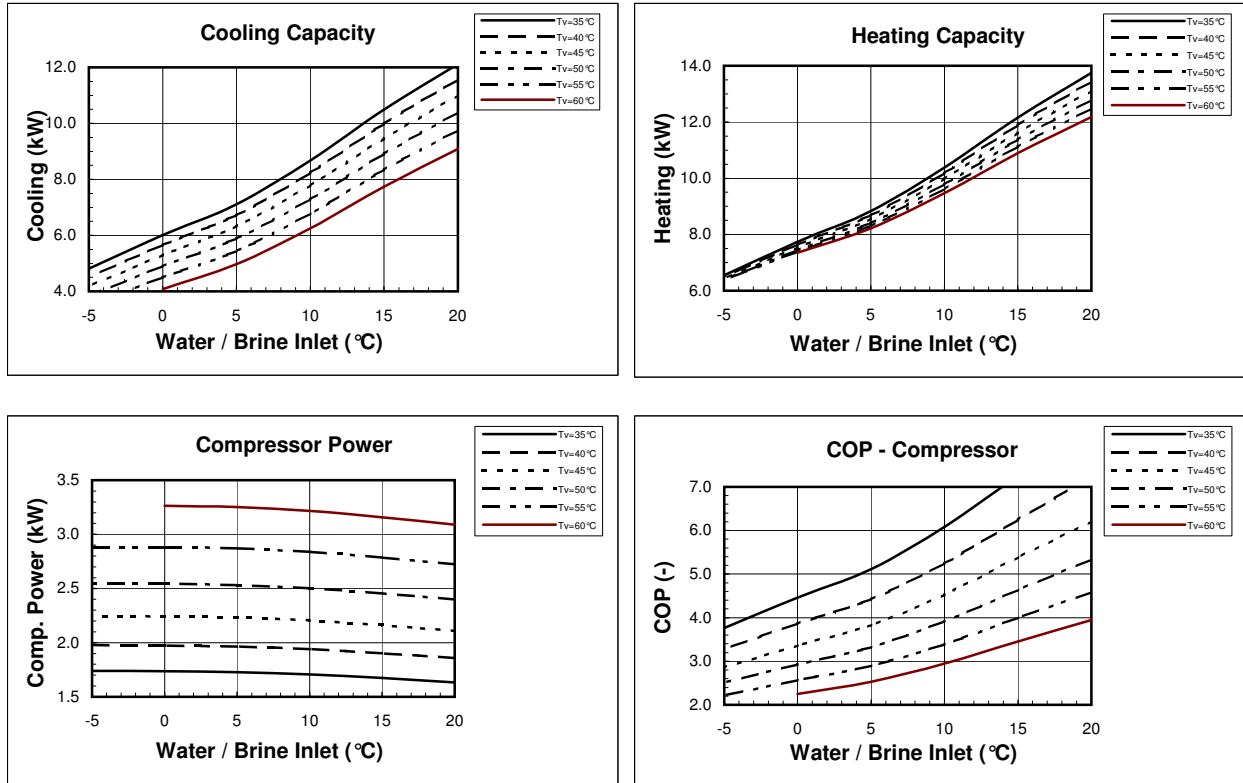 Cooling Capacity
Tv=35°C
Tv=40°C
Tv=45°C
Tv=50°C
Tv=55°C
Tv=60°C
12.0
10.0
8.0
6.0
4.0
Cooling (kW)
-5 0 5 10 15 20
Water / Brine Inlet (°C)
Heating Capacity
Tv=35°C
Tv=40°C
Tv=45°C
Tv=50°C
Tv=55°C
Tv=60°C
14.0
12.0
10.0
8.0
6.0
Heating (kW)
-5 0 5 10 15 20
Water / Brine Inlet (°C)
Compressor Power
Tv=35°C
Tv=40°C
Tv=45°C
Tv=50°C
Tv=55°C
Tv=60°C
3.5
3.0
2.5
2.0
1.5
Comp. Power (kW)
-5 0 5 10 15 20
Water / Brine Inlet (°C)
COP - Compressor
Tv=35°C
Tv=40°C
Tv=45°C
Tv=50°C
Tv=55°C
Tv=60°C
7.0
6.0
5.0
4.0
3.0
2.0
COP (-)
-5 0 5 10 15 20
Water / Brine Inlet (°C)